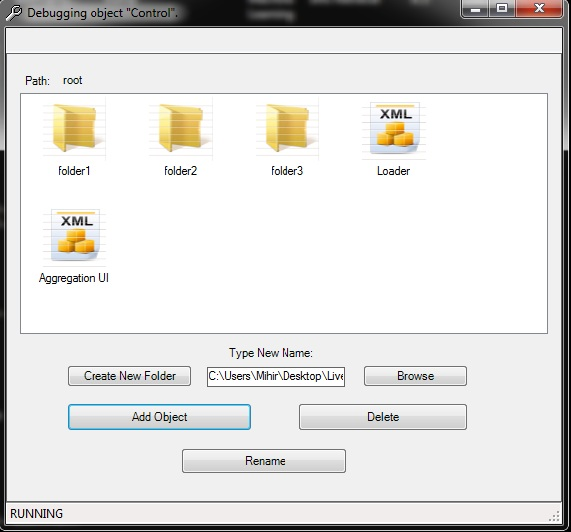 Debugging object "Control".
Path: root
folder1 folder2 folder3 XML Loader
XML
Aggregation UI
Type New Name:
Create New Folder C:\Users\Mihir\Desktop\Live Browse
Add Object Delete
Rename
RUNNING